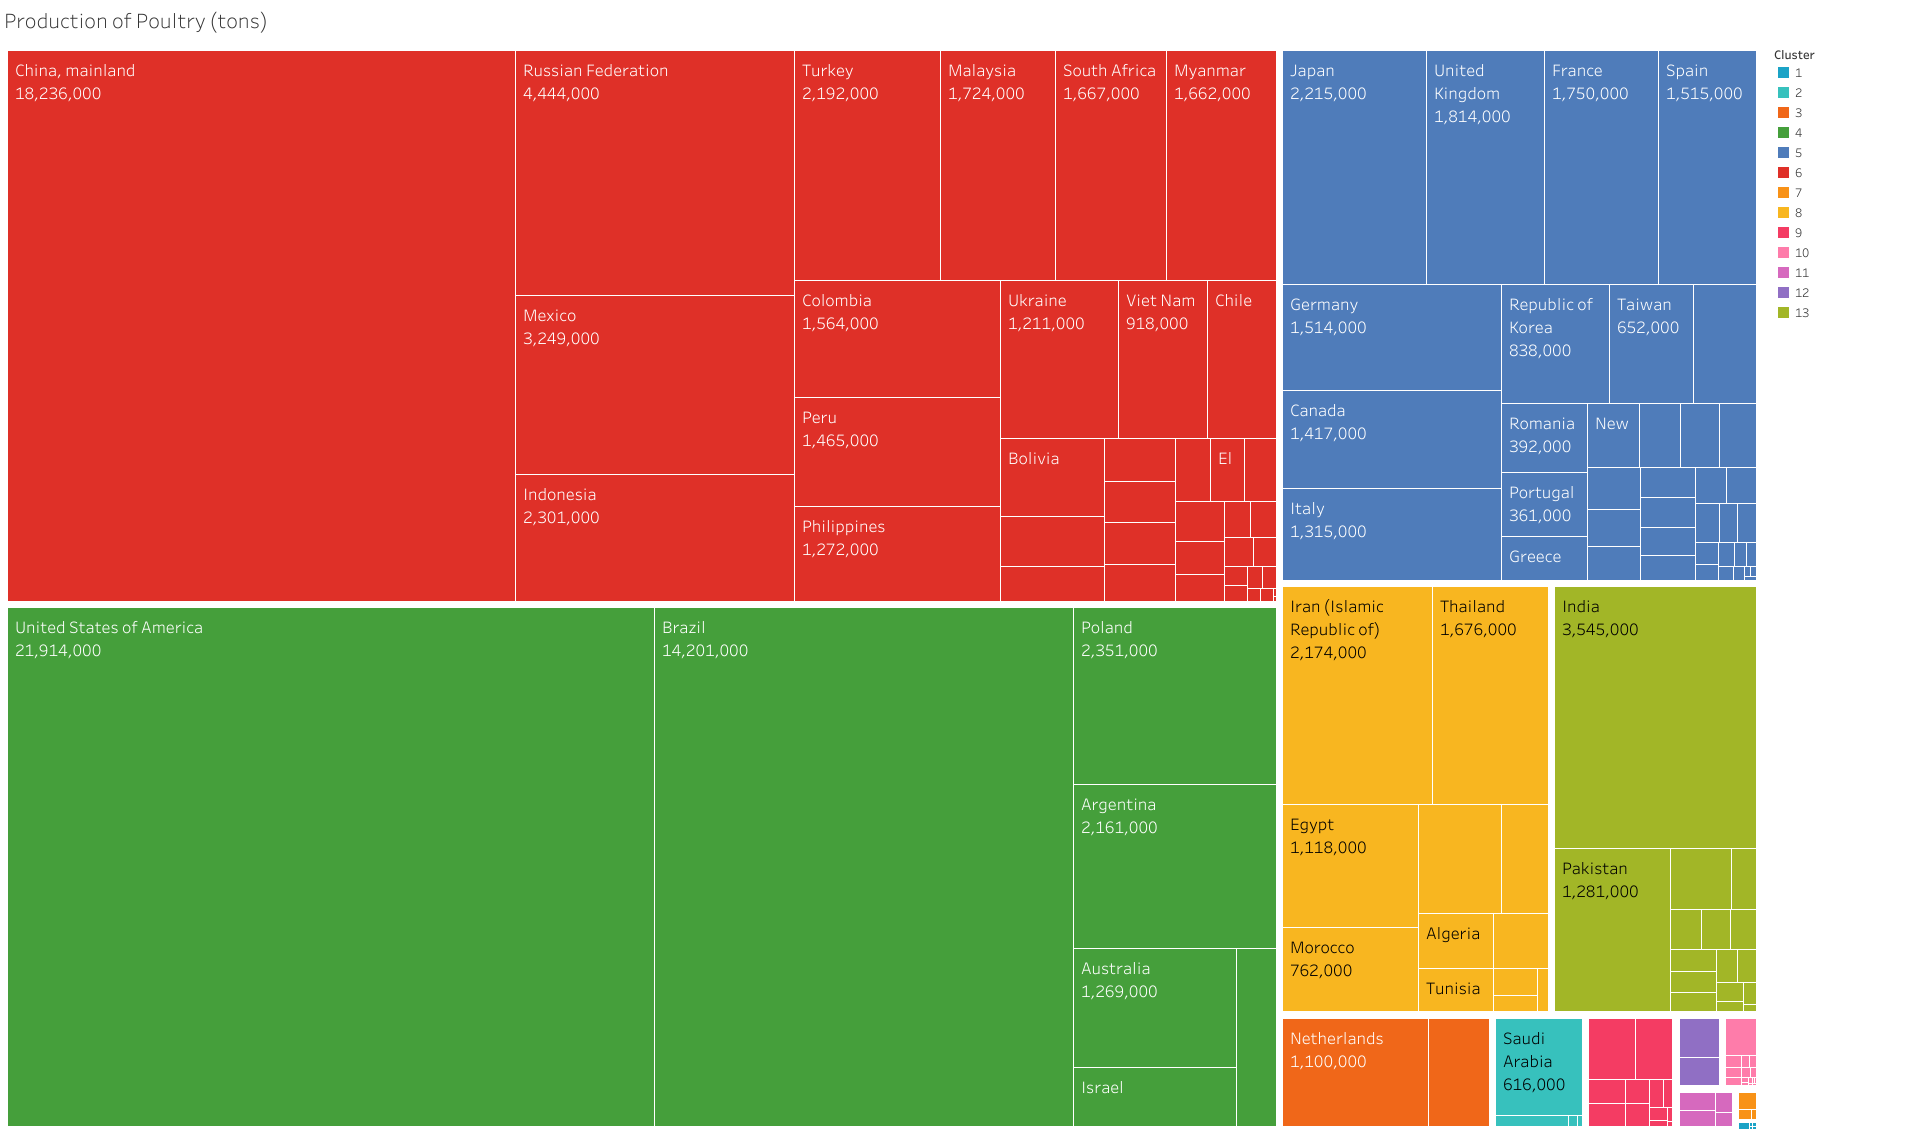 Production of Poultry (tons)
China, mainland
18,236,000
Russian Federation
4,444,000
Mexico
3,249,000
Indonesia
2,301,000
Turkey
2,192,000
Malaysia
1,724,000
South Africa
1,667,000
Myanmar
1,662,000
Colombia
1,564,000
Peru
1,465,000
Philippines
1,272,000
Ukraine
1,211,000
Viet Nam
918,000
Chile
Bolivia
El
United States of America
21,914,000
Brazil
14,201,000
Poland
2,351,000
Argentina
2,161,000
Australia
1,269,000
Israel
Japan
2,215,000
United
Kingdom
1,814,000
France
1,750,000
Spain
1,515,000
Germany
1,514,000
Canada
1,417,000
Italy
1,315,000
Republic of
Korea
838,000
Taiwan
652,000
Romania
392,000
New
Portugal
361,000
Greece
Iran (Islamic
Republic of)
2,174,000
Thailand
1,676,000
Egypt
1,118,000
Morocco
762,000
Algeria
Tunisia
India
3,545,000
Pakistan
1,281,000
Netherlands
1,100,000
Saudi
Arabia
616,000
Cluster
1
2
3
4
5
6
7
8
9
10
11
12
13